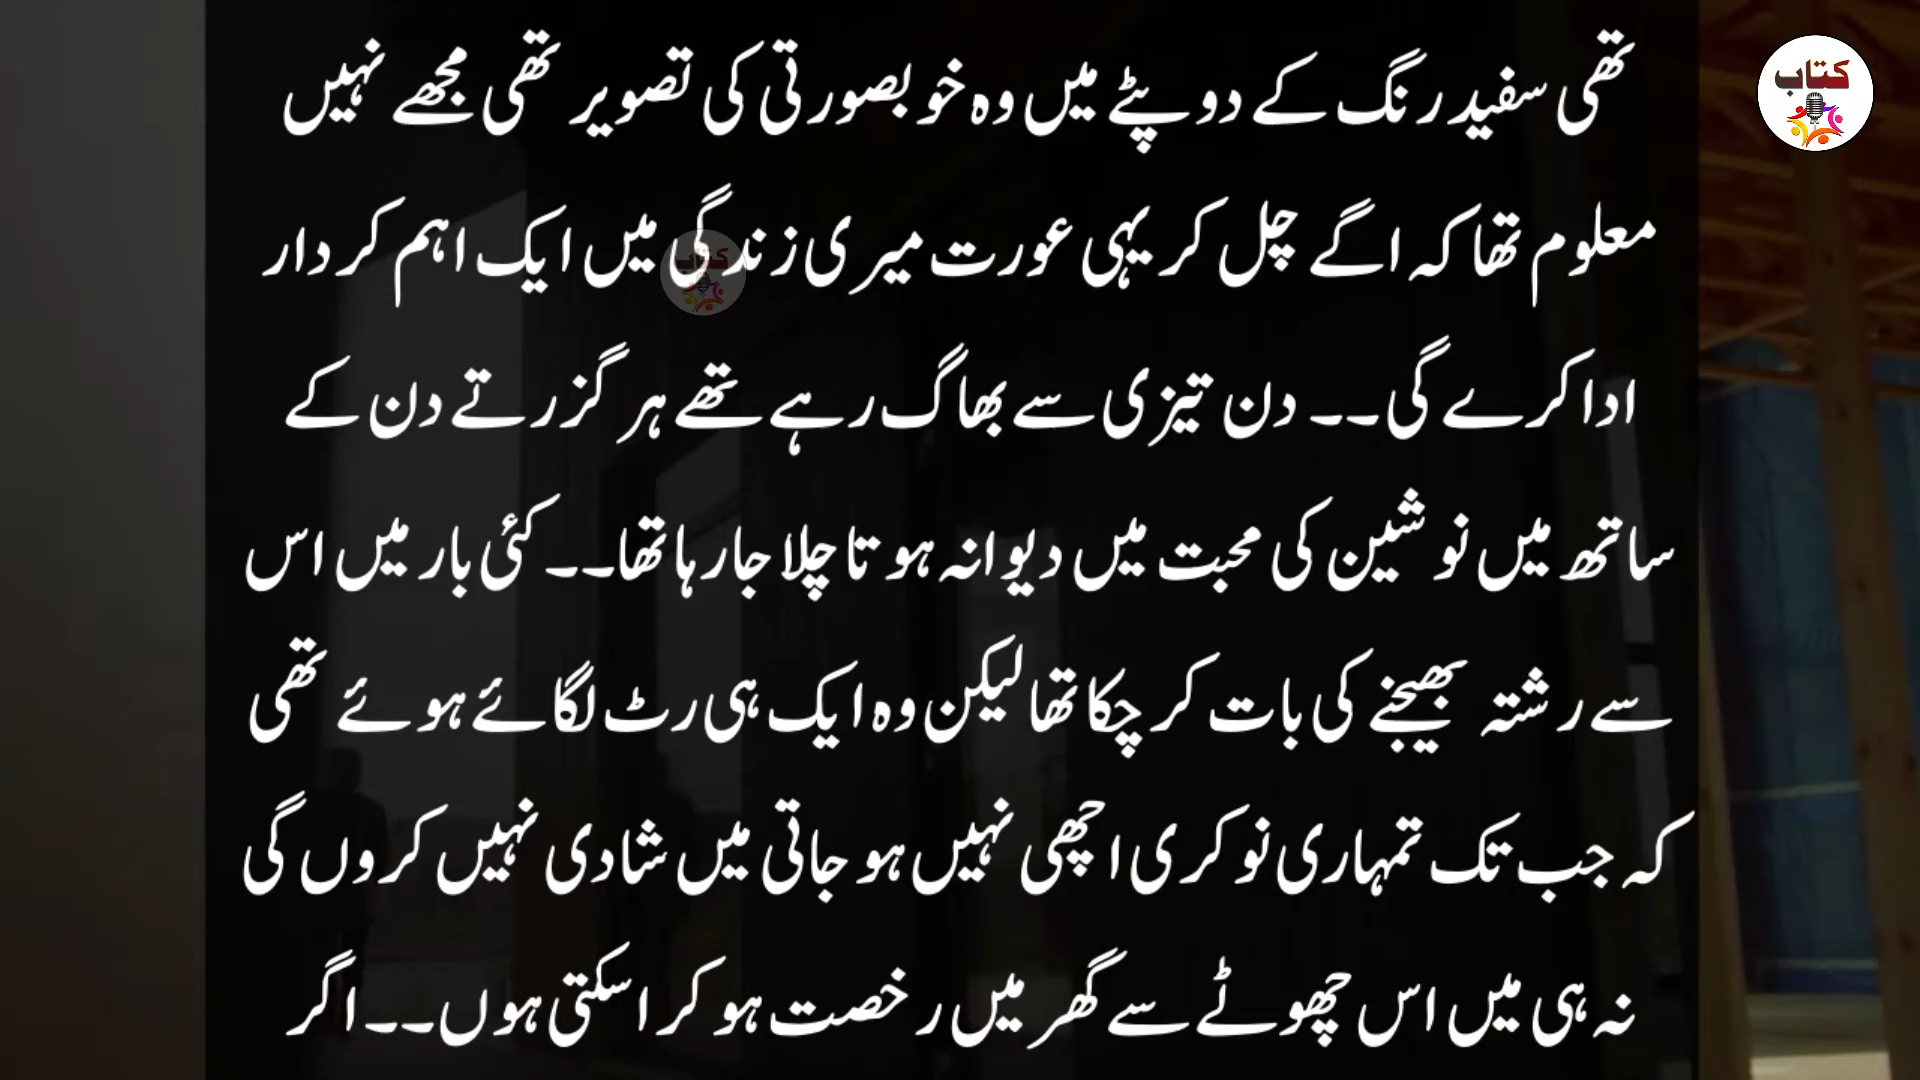 کتاب
تھی سفید رنگ کے دوپٹے میں وہ خوبصورتی کی تصویر تھی مجھے نہیں
معلوم تھا کہ اگے چل کر یہی عورت میری زندگی میں ایک اہم کردار
ادا کرے گی۔۔ دن تیزی سے بھاگ رہے تھے ہر گزرتے دن کے
ساتھ میں نوشین کی محبت میں دیوانہ ہوتا چلا جا رہا تھا۔۔ کئی بار میں اس
سے رشتہ بھیجنے کی بات کر چکا تھا لیکن وہ ایک ہی رٹ لگائے ہوئے تھی
کہ جب تک تمہاری نوکری اچھی نہیں ہو جاتی میں شادی نہیں کروں گی
نہ ہی میں اس چھوٹے سے گھر میں رخصت ہو کر اسکتی ہوں۔۔ اگر
کتاب